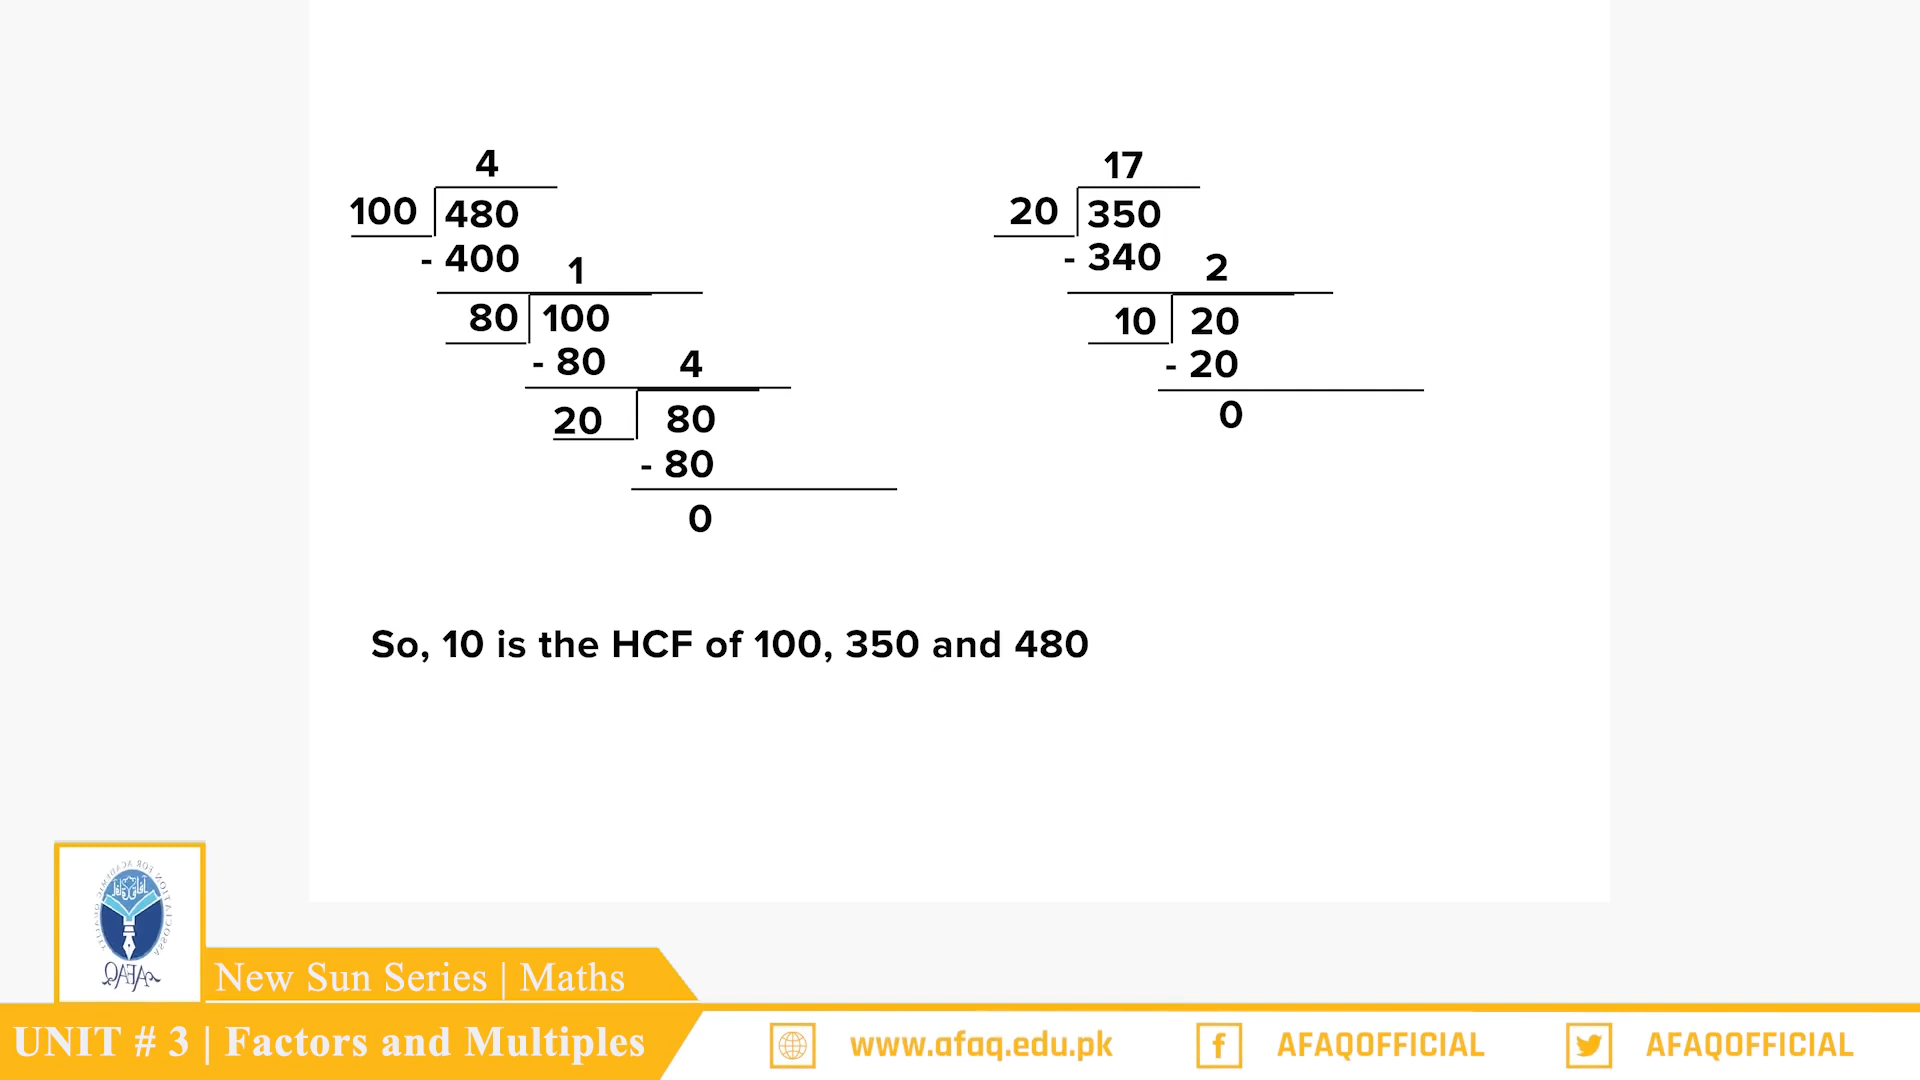 4
100 480
- 400
1
80 100
- 80
4
20 80
- 80
0
17
20 350
- 340
2
10 20
- 20
0
So, 10 is the HCF of 100, 350 and 480
New Sun Series | Maths
UNIT # 3 | Factors and Multiples
www.afaq.edu.pk
AFAQOFFICIAL
AFAQOFFICIAL